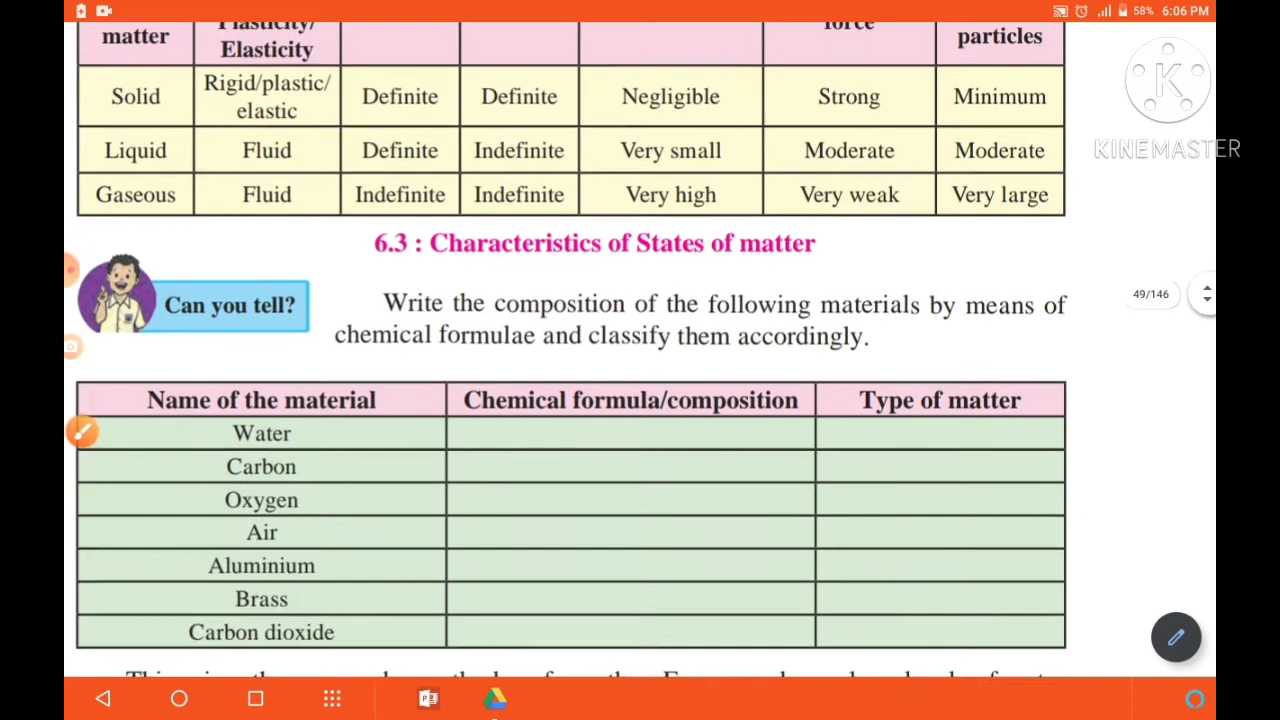 58% 6:06 PM
matter Plasticity/ Elasticity force particles
Solid Rigid/plastic/ elastic Definite Definite Negligible Strong Minimum
Liquid Fluid Definite Indefinite Very small Moderate Moderate
Gaseous Fluid Indefinite Indefinite Very high Very weak Very large
6.3 : Characteristics of States of matter
Can you tell?
Write the composition of the following materials by means of
chemical formulae and classify them accordingly.
Name of the material Chemical formula/composition Type of matter
Water
Carbon
Oxygen
Air
Aluminium
Brass
Carbon dioxide
K
KINEMASTER
49/146